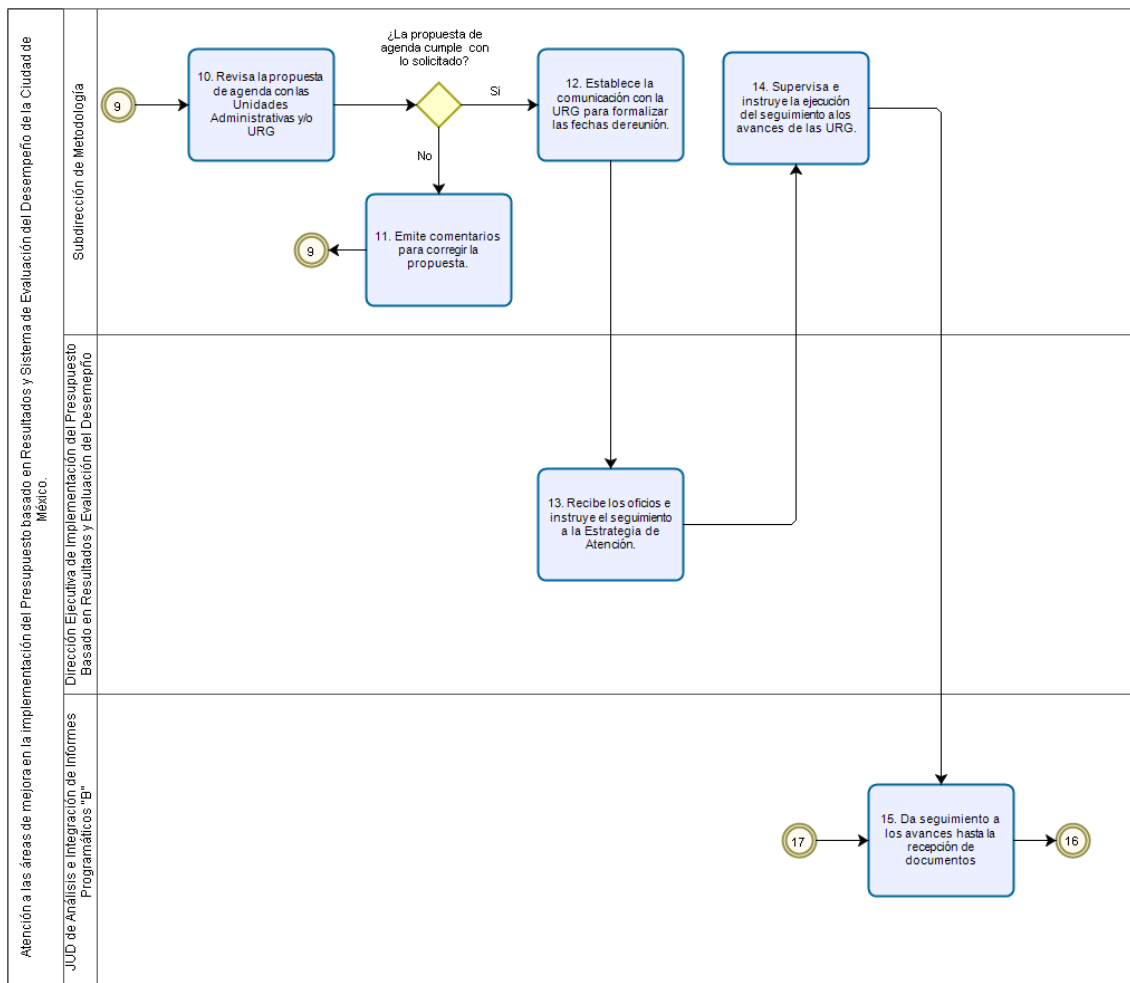 Atención a las áreas de mejora en la implementación del Presupuesto basado en Resultados y Sistema de Evaluación del Desempeño de la Ciudad de
México.
Subdirección de Metodología
9
10. Revisa la propuesta
de agenda con las
Unidades
Administrativas y/o
URG
¿La propuesta de
agenda cumple con
lo solicitado?
Si
No
11. Emite comentarios
para corregir la
propuesta.
9
12. Establece la
comunicación con la
URG para formalizar
las fechas de reunión.
14. Supervisa e
instruye la ejecución
del seguimiento a los
avances de las URG.
Dirección Ejecutiva de Implementación del Presupuesto
Basado en Resultados y Evaluación del Desemepño
13. Recibe los oficios e
instruye el seguimiento
a la Estrategia de
Atención.
JUD de Análisis e Integración de Informes
Programáticos "B"
17
15. Da seguimiento a
los avances hasta la
recepción de
documentos
16